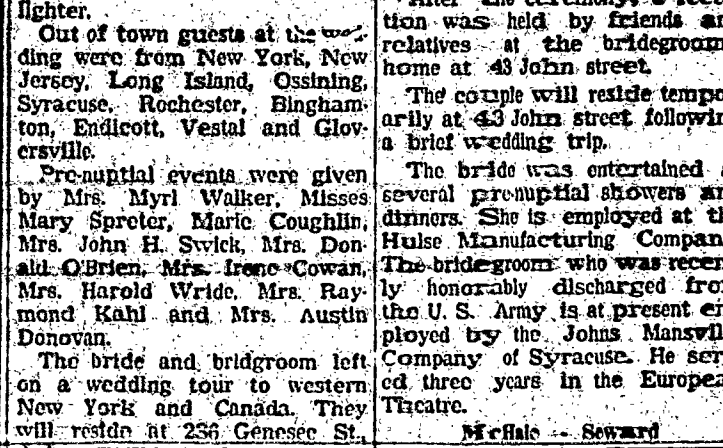 fighter.
Out of town guests at the wed-
ding were from New York, New
Jersey, Long Island, Ossining,
Syracuse, Rochester, Bingham-
ton, Endicott, Vestal and Glov-
ersville.
Pre-nuptial events were given
by Mrs. Myrl Walker, Misses
Mary Spreter, Marie Coughlin,
Mrs. John H. Swick, Mrs. Don-
ald O'Brien, Mrs. Irene Cowan,
Mrs. Harold Wride, Mrs. Ray-
mond Kahl and Mrs. Austin
Donovan.
The bride and bridgroom left
on a wedding tour to western
New York and Canada. They
will reside at 236 Genesee St.,
After the ceremony, a
tion was held by friends
relatives at the bridegroom
home at 43 John street.
The couple will reside tempo
arily at 43 John street followin
a brief wedding trip.
The bride was entertained
several prenuptial showers an
dinners. She is employed at th
Hulse Manufacturing Compan
The bridegroom who was recen
ly honorably discharged fro
the U. S. Army is at present em
ployed by the Johns Mansvil
Company of Syracuse. He ser
ed three years in the Europea
Theatre.
McHale -- Seward